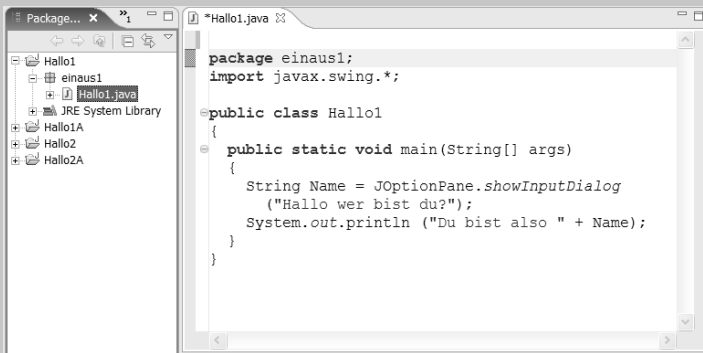 Package...
»1
*Hallo1.java
Hallo1
einaus1
Hallo1.java
JRE System Library
Hallo1A
Hallo2
Hallo2A
package einaus1;
import javax.swing.*;
public class Hallo1
{
public static void main(String[] args)
{
String Name = JOptionPane.showInputDialog
("Hallo wer bist du?");
System.out.println ("Du bist also " + Name);
}
}